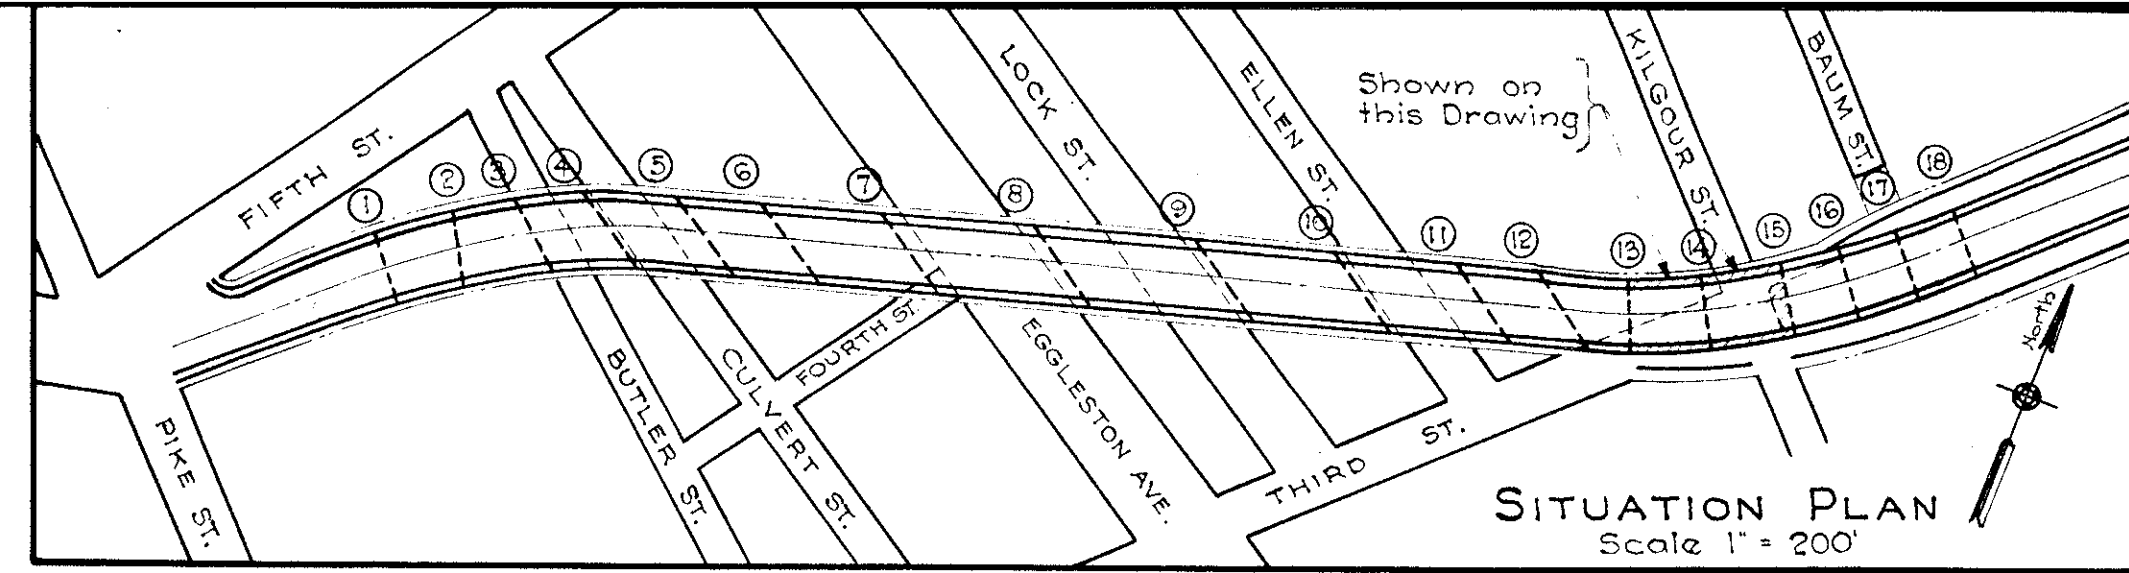 FIFTH ST.
LOCK ST.
ELLEN ST.
Shown on
this Drawing
KILGOUR ST.
BAUM ST.
1
2
3
4
5
6
7
8
9
10
11
12
13
14
15
16
17
18
PIKE ST.
BUTLER ST.
CULVERT ST.
FOURTH ST.
EGGLESTON AVE.
THIRD ST.
North
SITUATION PLAN
Scale 1" = 200'